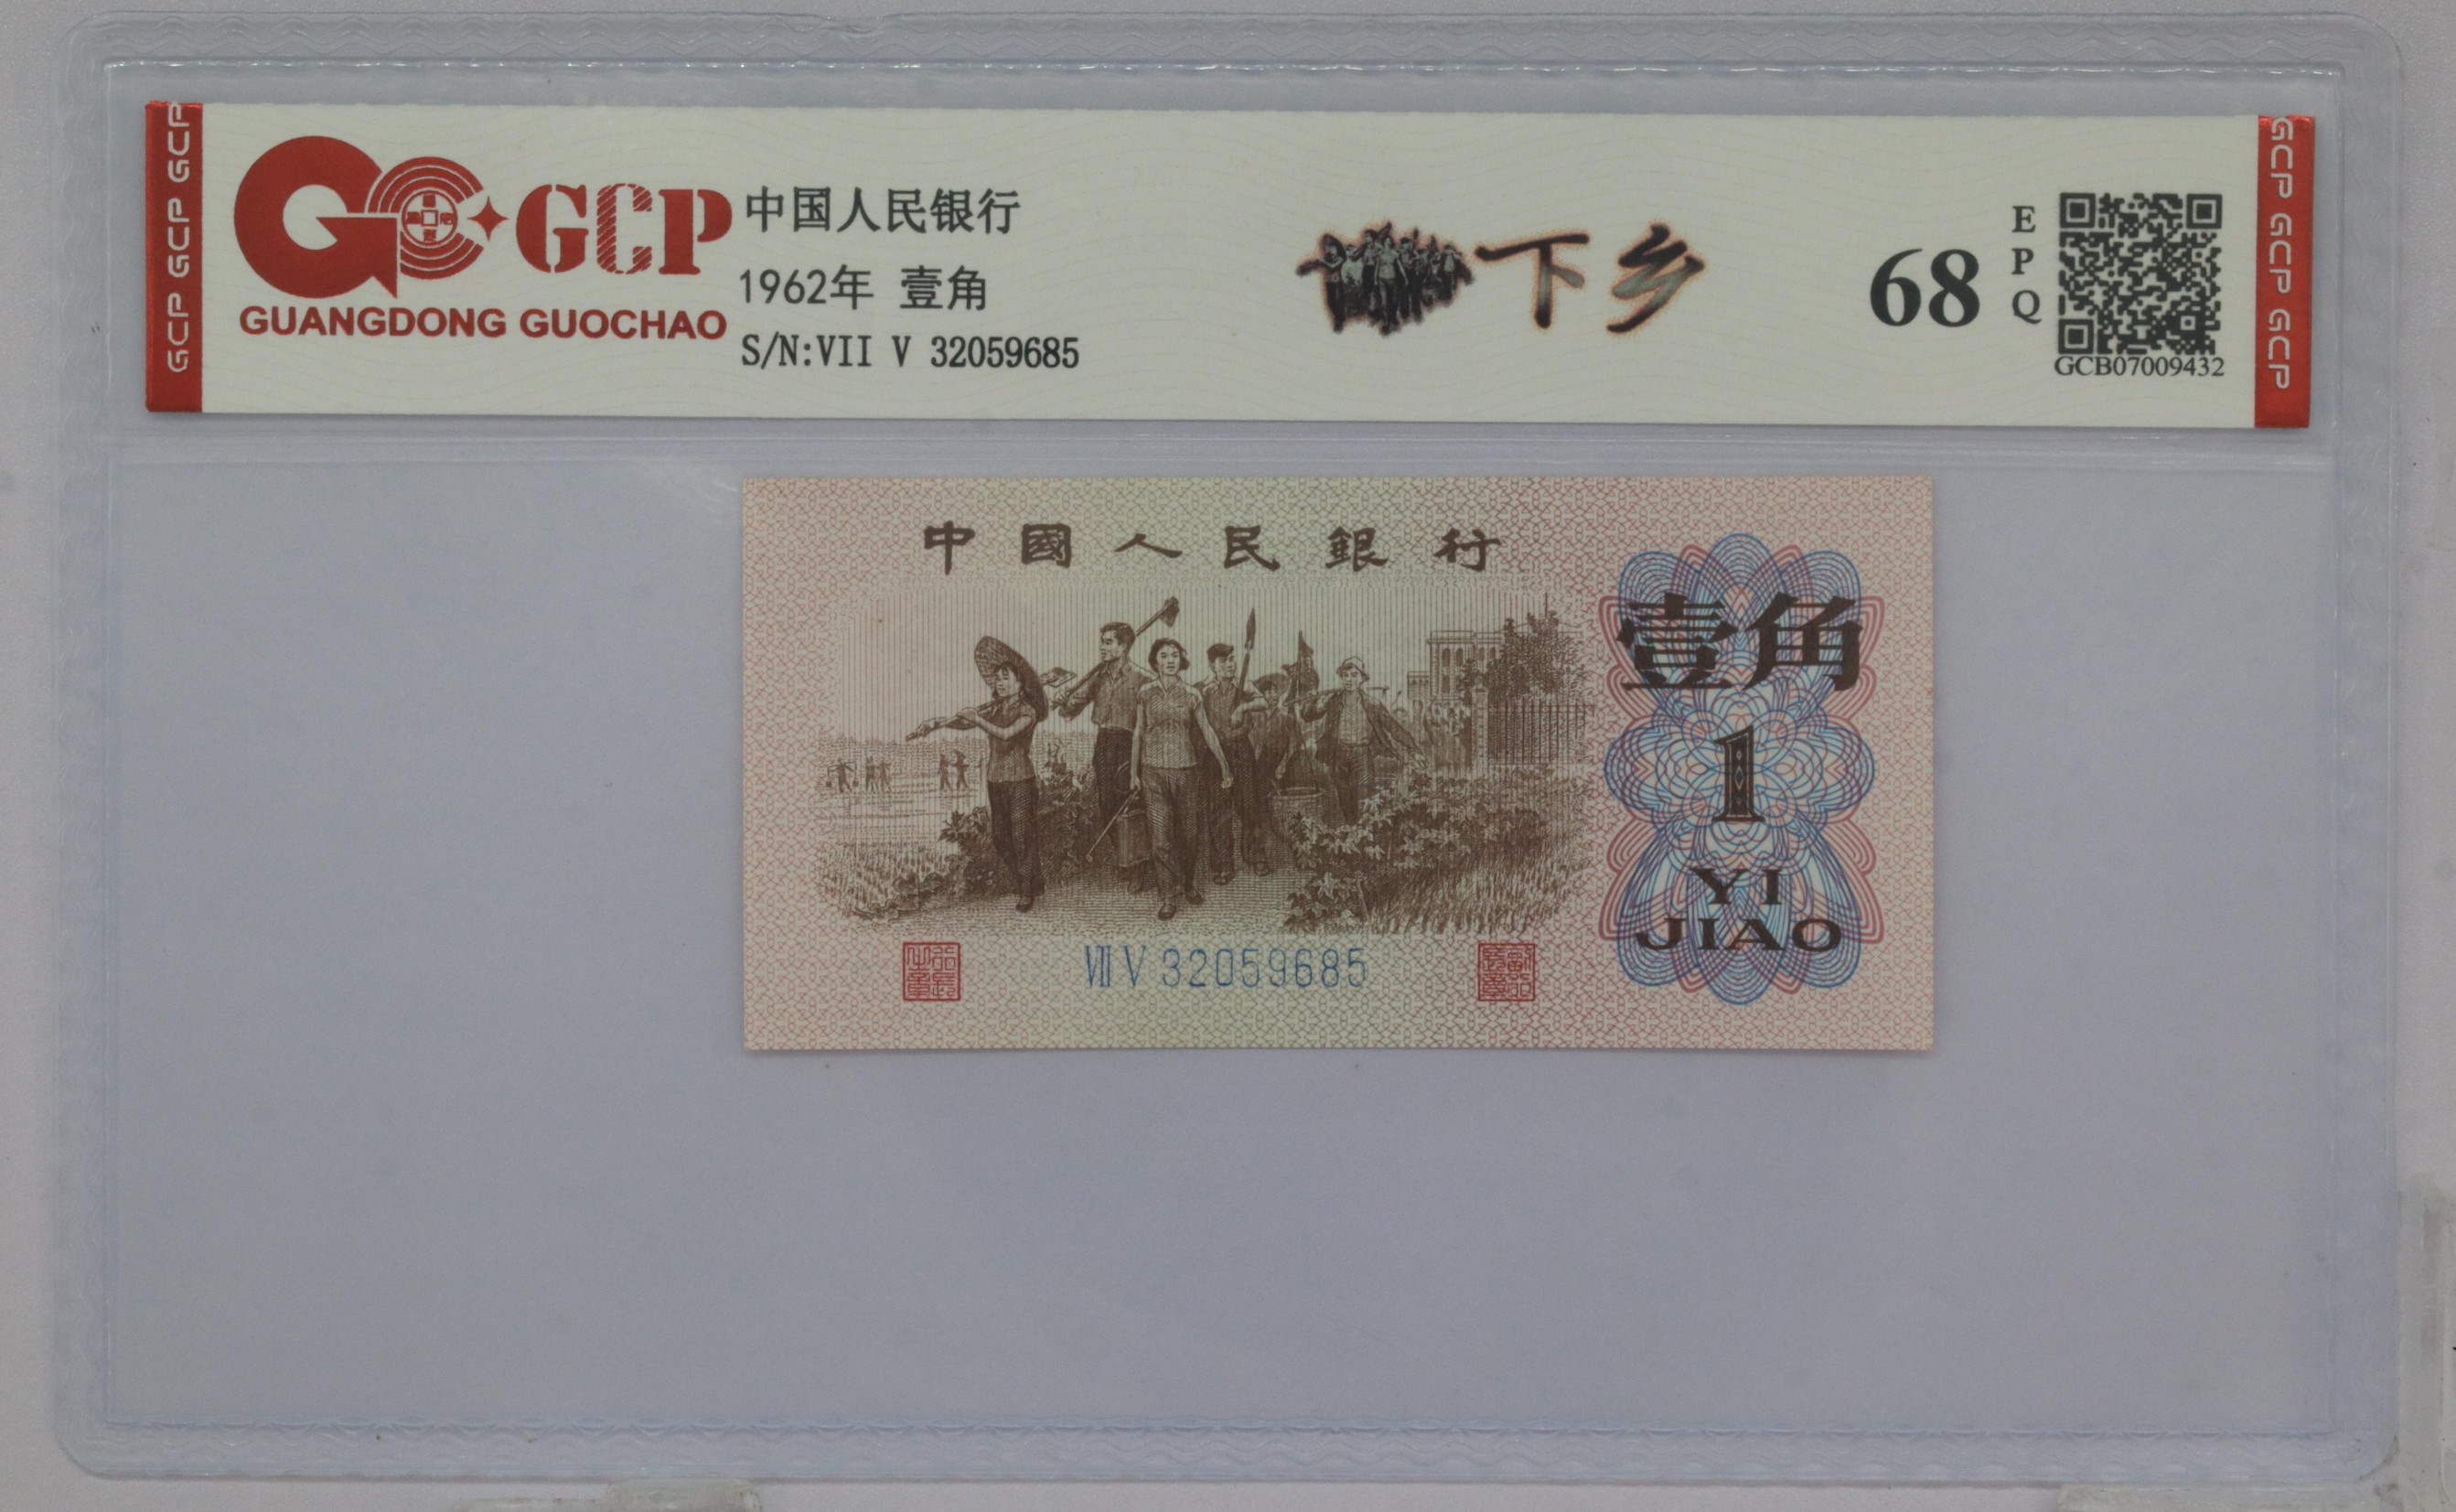 GCP GCP GCP
GCP
GUANGDONG GUOCHAO
中国人民银行
1962年 壹角
S/N:VII V 32059685
下乡
68
EPQ
GCB07009432
GCP GCP GCP
中國人民銀行
壹角
1
YI
JIAO
VII V 32059685